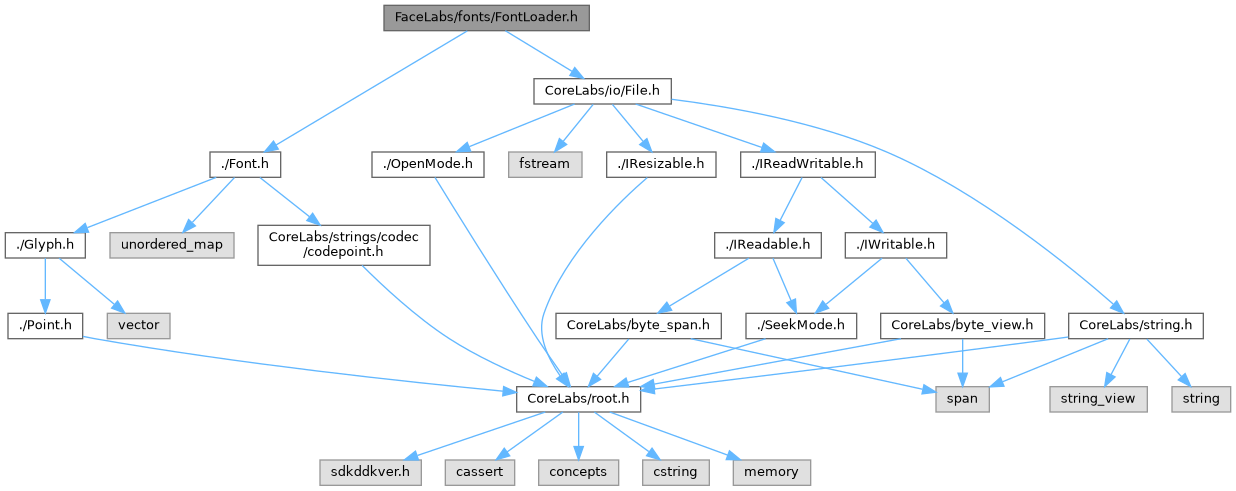 FaceLabs/fonts/FontLoader.h
CoreLabs/io/File.h
./Font.h
./OpenMode.h
fstream
./IResizable.h
./IReadWritable.h
./Glyph.h
unordered_map
CoreLabs/strings/codec
/codepoint.h
./IReadable.h
./IWritable.h
./Point.h
vector
CoreLabs/byte_span.h
./SeekMode.h
CoreLabs/byte_view.h
CoreLabs/string.h
CoreLabs/root.h
span
string_view
string
sdkddkver.h
cassert
concepts
cstring
memory